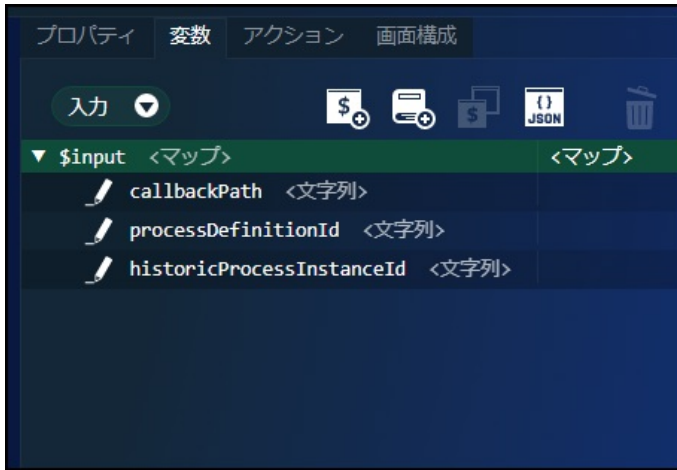 プロパティ 変数 アクション 画面構成
入力
$ {} JSON
$input <マップ> <マップ>
callbackPath <文字列>
processDefinitionId <文字列>
historicProcessInstanceId <文字列>